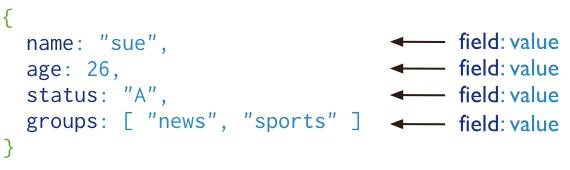 {
name: "sue", field: value
age: 26, field: value
status: "A", field: value
groups: [ "news", "sports" ] field: value
}